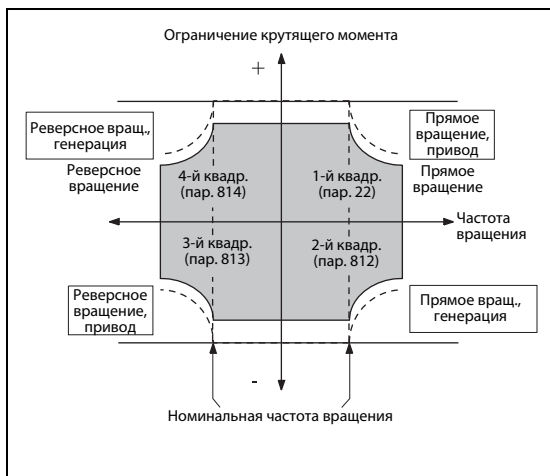 Ограничение крутящего момента
+
Реверсное вращ.,
генерация
Прямое
вращение,
привод
Реверсное
вращение
4-й квадр.
(пар. 814)
1-й квадр.
(пар. 22)
Прямое
вращение
Частота
вращения
3-й квадр.
(пар. 813)
2-й квадр.
(пар. 812)
Реверсное
вращение,
привод
Прямое вращ.,
генерация
-
Номинальная частота вращения